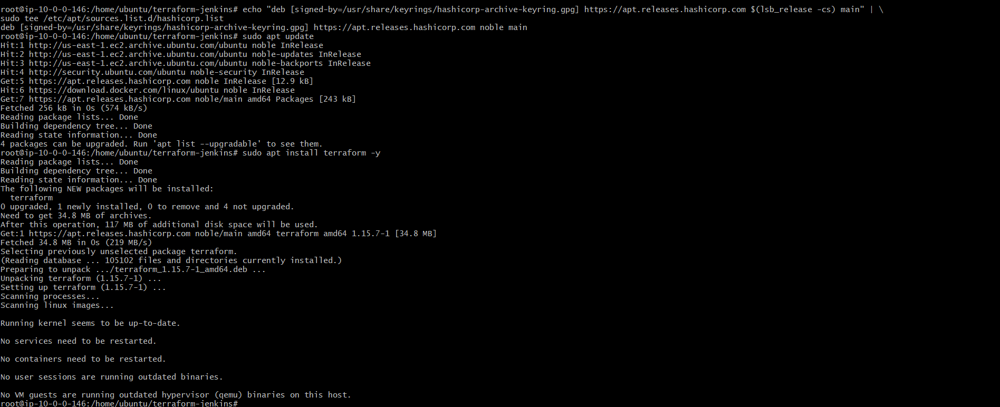 root@ip-10-0-0-146:/home/ubuntu/terraform-jenkins# echo "deb [signed-by=/usr/share/keyrings/hashicorp-archive-keyring.gpg] https://apt.releases.hashicorp.com $(lsb_release -cs) main" | \
sudo tee /etc/apt/sources.list.d/hashicorp.list
deb [signed-by=/usr/share/keyrings/hashicorp-archive-keyring.gpg] https://apt.releases.hashicorp.com noble main
root@ip-10-0-0-146:/home/ubuntu/terraform-jenkins# sudo apt update
Hit:1 http://us-east-1.ec2.archive.ubuntu.com/ubuntu noble InRelease
Hit:2 http://us-east-1.ec2.archive.ubuntu.com/ubuntu noble-updates InRelease
Hit:3 http://us-east-1.ec2.archive.ubuntu.com/ubuntu noble-backports InRelease
Hit:4 http://security.ubuntu.com/ubuntu noble-security InRelease
Get:5 https://apt.releases.hashicorp.com noble InRelease [12.9 kB]
Hit:6 https://download.docker.com/linux/ubuntu noble InRelease
Get:7 https://apt.releases.hashicorp.com noble/main amd64 Packages [243 kB]
Fetched 256 kB in 0s (574 kB/s)
Reading package lists... Done
Building dependency tree... Done
Reading state information... Done
4 packages can be upgraded. Run 'apt list --upgradable' to see them.
root@ip-10-0-0-146:/home/ubuntu/terraform-jenkins# sudo apt install terraform -y
Reading package lists... Done
Building dependency tree... Done
Reading state information... Done
The following NEW packages will be installed:
  terraform
0 upgraded, 1 newly installed, 0 to remove and 4 not upgraded.
Need to get 34.8 MB of archives.
After this operation, 117 MB of additional disk space will be used.
Get:1 https://apt.releases.hashicorp.com noble/main amd64 terraform amd64 1.15.7-1 [34.8 MB]
Fetched 34.8 MB in 0s (219 MB/s)
Selecting previously unselected package terraform.
(Reading database ... 105102 files and directories currently installed.)
Preparing to unpack .../terraform_1.15.7-1_amd64.deb ...
Unpacking terraform (1.15.7-1) ...
Setting up terraform (1.15.7-1) ...
Scanning processes...
Scanning linux images...

Running kernel seems to be up-to-date.

No services need to be restarted.

No containers need to be restarted.

No user sessions are running outdated binaries.

No VM guests are running outdated hypervisor (qemu) binaries on this host.
root@ip-10-0-0-146:/home/ubuntu/terraform-jenkins#